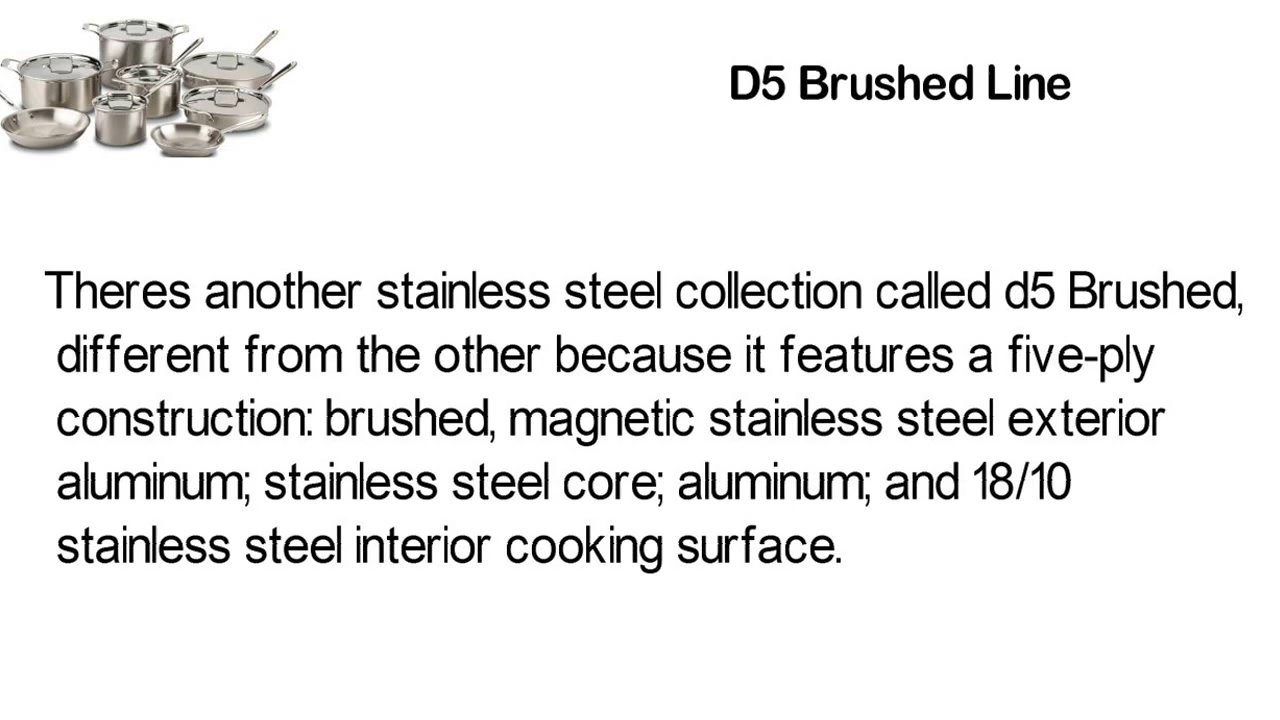 D5 Brushed Line
Theres another stainless steel collection called d5 Brushed,
different from the other because it features a five-ply
construction: brushed, magnetic stainless steel exterior
aluminum; stainless steel core; aluminum; and 18/10
stainless steel interior cooking surface.